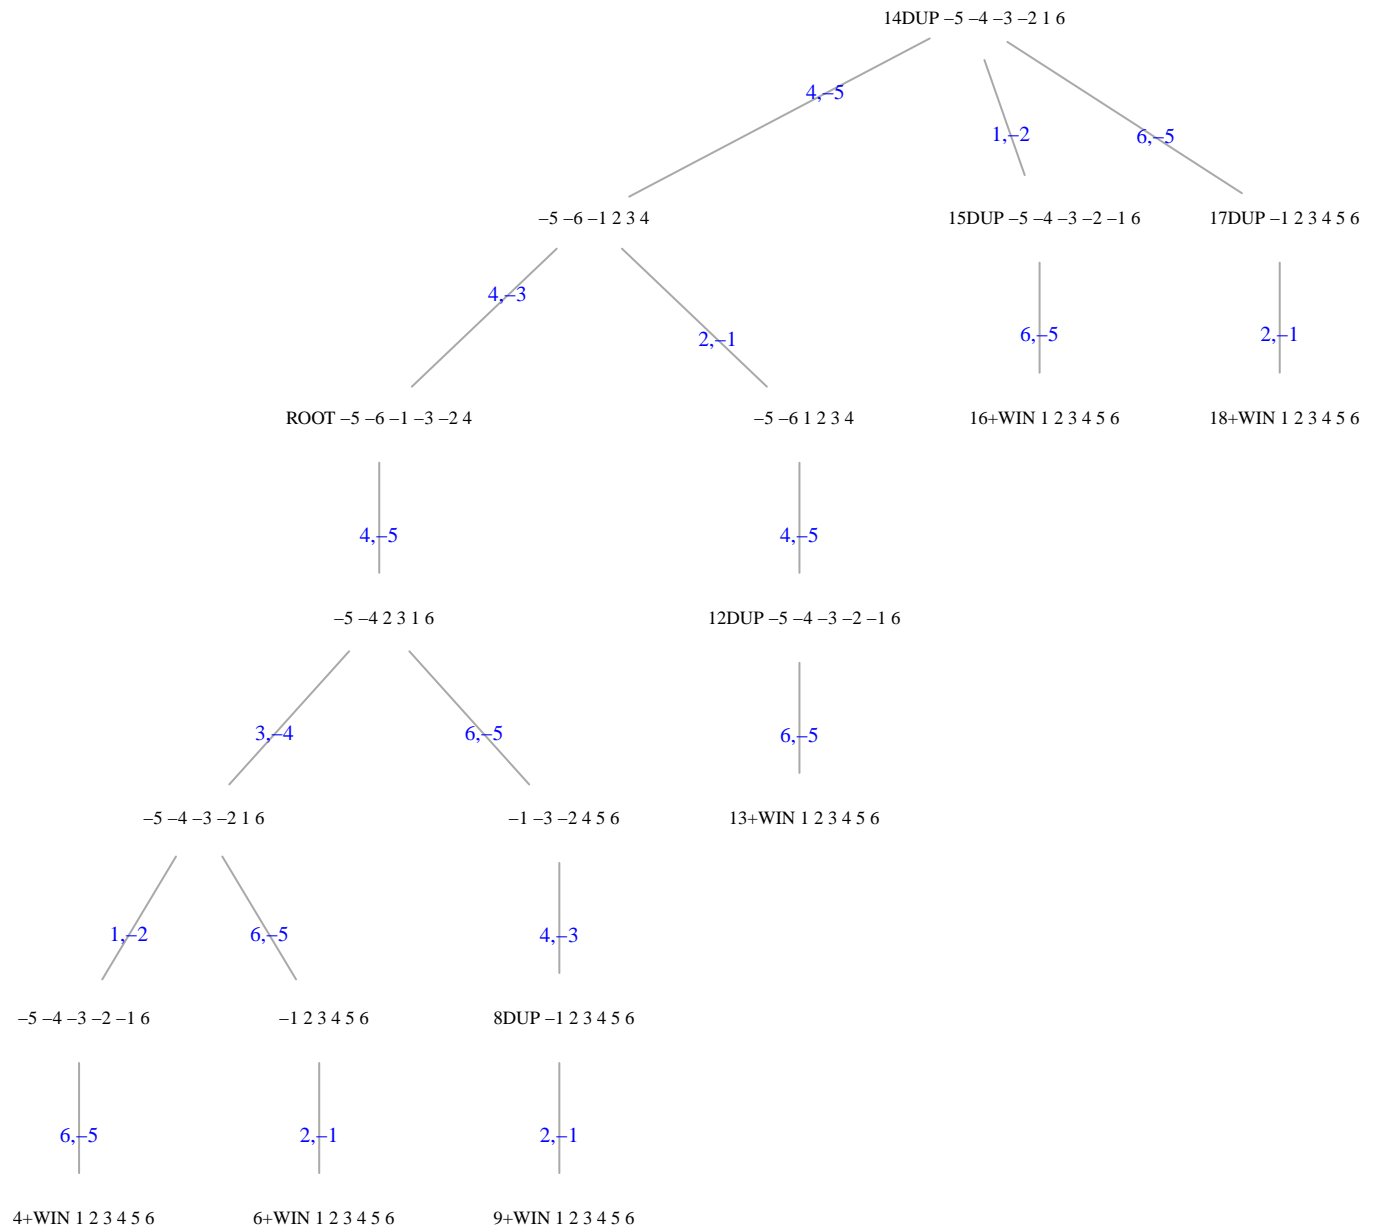 14DUP –5 –4 –3 –2 1 6
4,–5
1,–2
6,–5
–5 –6 –1 2 3 4
15DUP –5 –4 –3 –2 –1 6
17DUP –1 2 3 4 5 6
4,–3
2,–1
6,–5
2,–1
ROOT –5 –6 –1 –3 –2 4
–5 –6 1 2 3 4
16+WIN 1 2 3 4 5 6
18+WIN 1 2 3 4 5 6
4,–5
4,–5
–5 –4 2 3 1 6
12DUP –5 –4 –3 –2 –1 6
3,–4
6,–5
6,–5
–5 –4 –3 –2 1 6
–1 –3 –2 4 5 6
13+WIN 1 2 3 4 5 6
1,–2
6,–5
4,–3
–5 –4 –3 –2 –1 6
–1 2 3 4 5 6
8DUP –1 2 3 4 5 6
6,–5
2,–1
2,–1
4+WIN 1 2 3 4 5 6
6+WIN 1 2 3 4 5 6
9+WIN 1 2 3 4 5 6